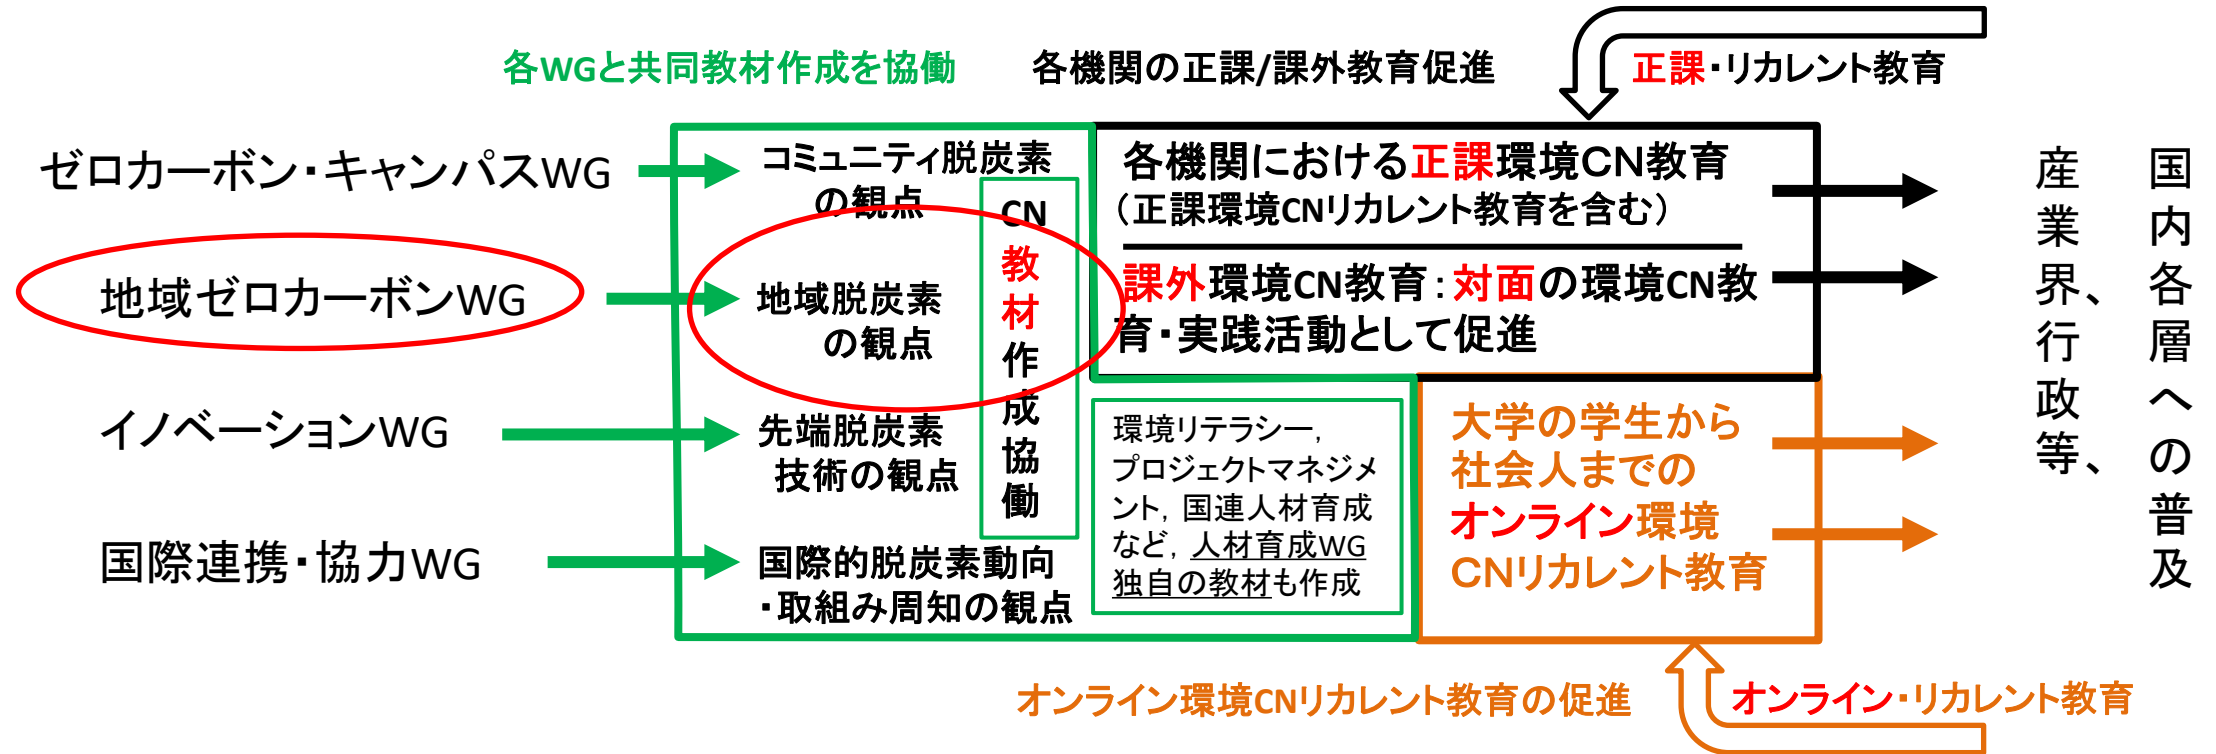 各WGと共同教材作成を協働
各機関の正課/課外教育促進
正課・リカレント教育
ゼロカーボン・キャンパスWG
地域ゼロカーボンWG
イノベーションWG
国際連携・協力WG
コミュニティ脱炭素
の観点
地域脱炭素
の観点
先端脱炭素
技術の観点
国際的脱炭素動向
・取組み周知の観点
CN
教
材
作
成
協
働
各機関における正課環境CN教育
（正課環境CNリカレント教育を含む）
課外環境CN教育：対面の環境CN教
育・実践活動として促進
環境リテラシー，
プロジェクトマネジメ
ント，国連人材育成
など，人材育成WG
独自の教材も作成
大学の学生から
社会人までの
オンライン環境
CNリカレント教育
オンライン環境CNリカレント教育の促進
オンライン・リカレント教育
産業界、行政等、
国内各層への普及